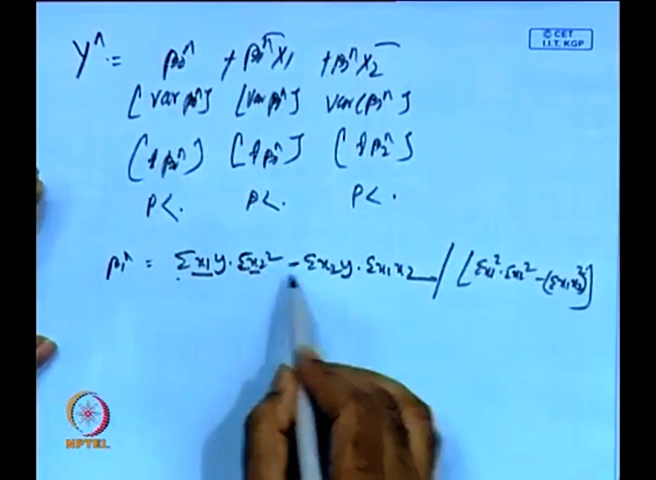 © CET
I.I.T. KGP
Y^ = β0^ + β1^X1 + β2^X2
[var β0^] [var β1^] var(β2^]
(t β0^) [t β1^] [t β2^]
P<. P<. P<.
β1^ = Σx1y . Σx2² - Σx2y . Σx1x2 / [Σx1² . Σx2² - (Σx1x2)²]
NPTEL